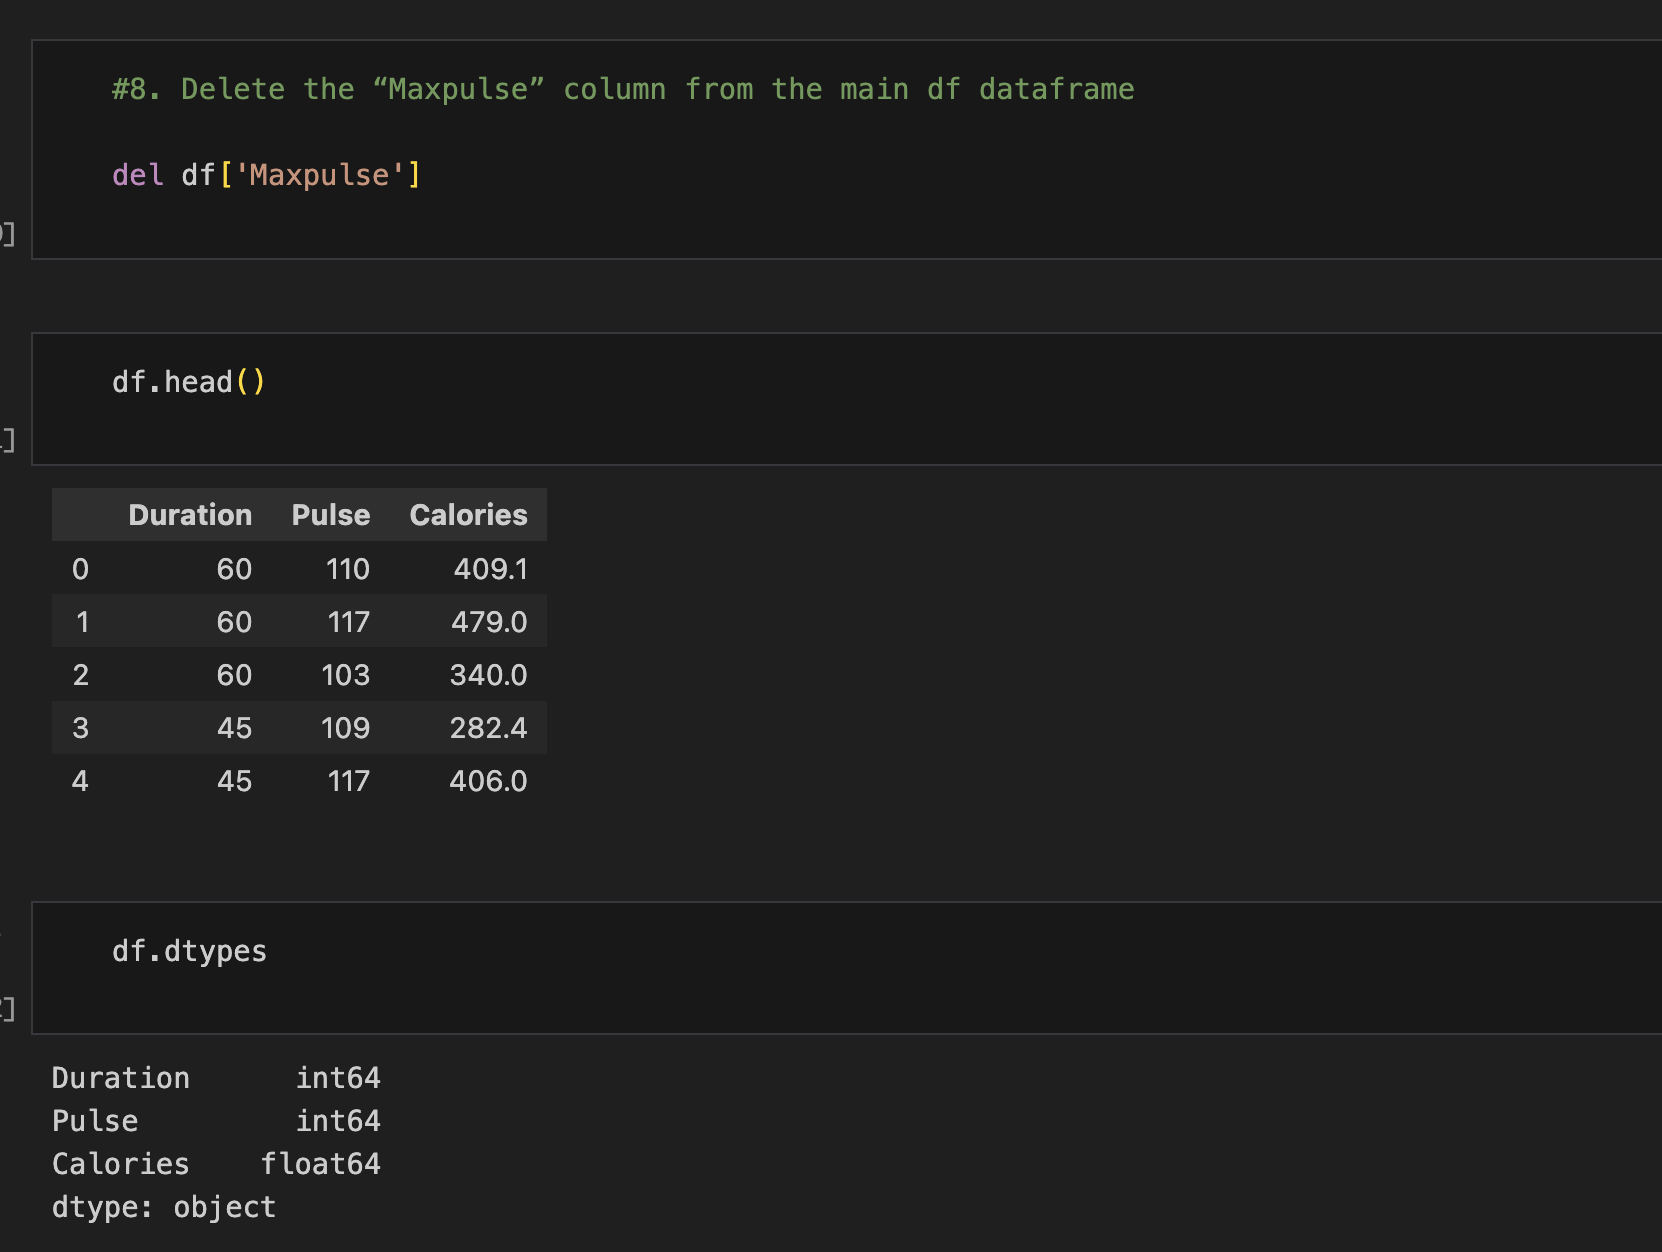 #8. Delete the “Maxpulse” column from the main df dataframe
del df['Maxpulse']
]
df.head()
]
Duration Pulse Calories
0 60 110 409.1
1 60 117 479.0
2 60 103 340.0
3 45 109 282.4
4 45 117 406.0
df.dtypes
]
Duration int64
Pulse int64
Calories float64
dtype: object